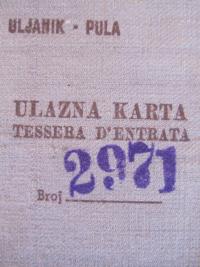 ULJANIK - PULA
ULAZNA KARTA
TESSERA D'ENTRATA
2971
Broj